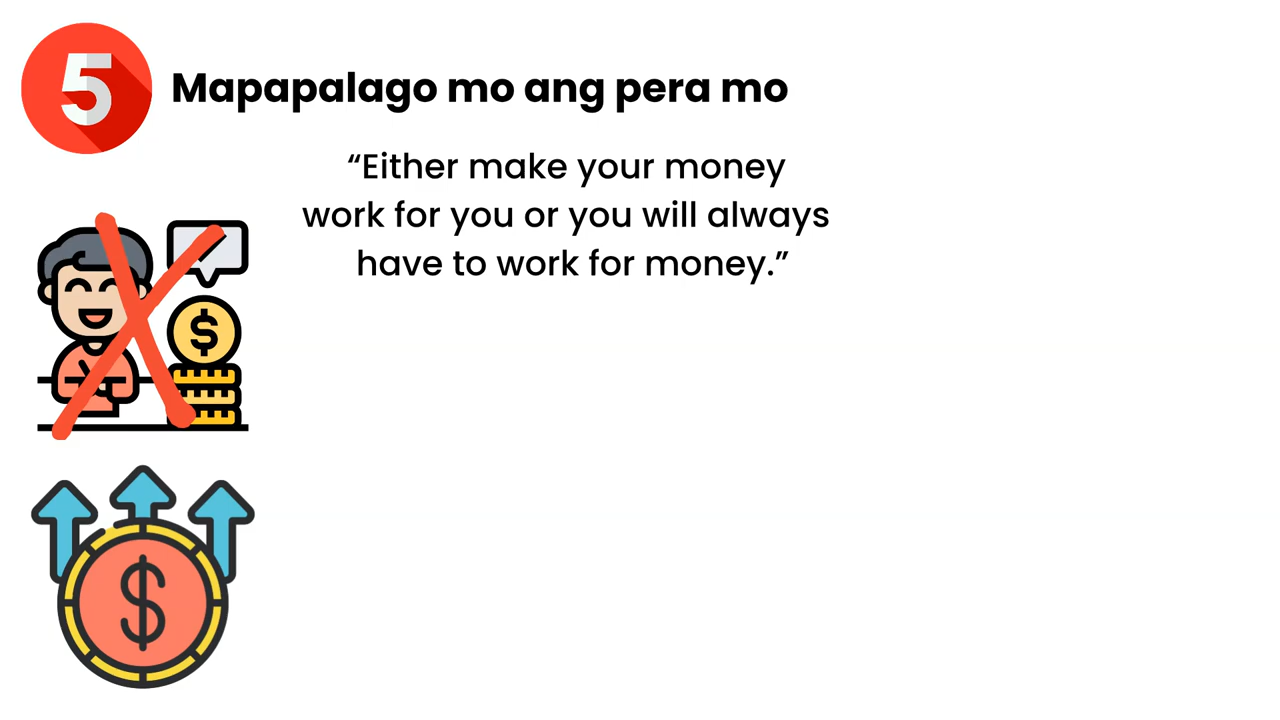 5
Mapapalago mo ang pera mo
“Either make your money
work for you or you will always
have to work for money.”
$
$